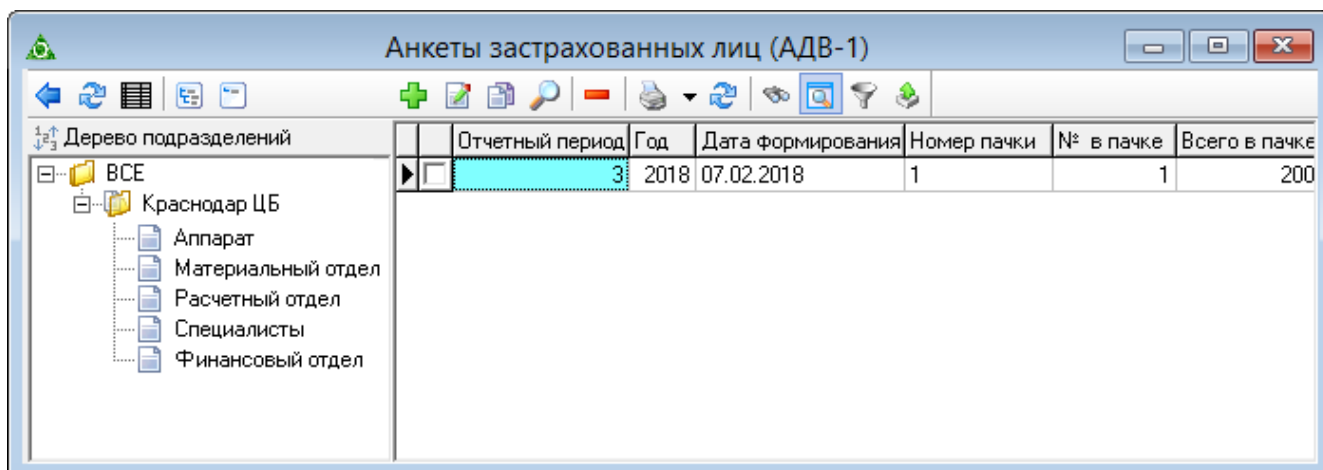 Анкеты застрахованных лиц (АДВ-1)
Дерево подразделений
ВСЕ
Краснодар ЦБ
Аппарат
Материальный отдел
Расчетный отдел
Специалисты
Финансовый отдел
Отчетный период Год Дата формирования Номер пачки № в пачке Всего в пачке
3 2018 07.02.2018 1 1 200